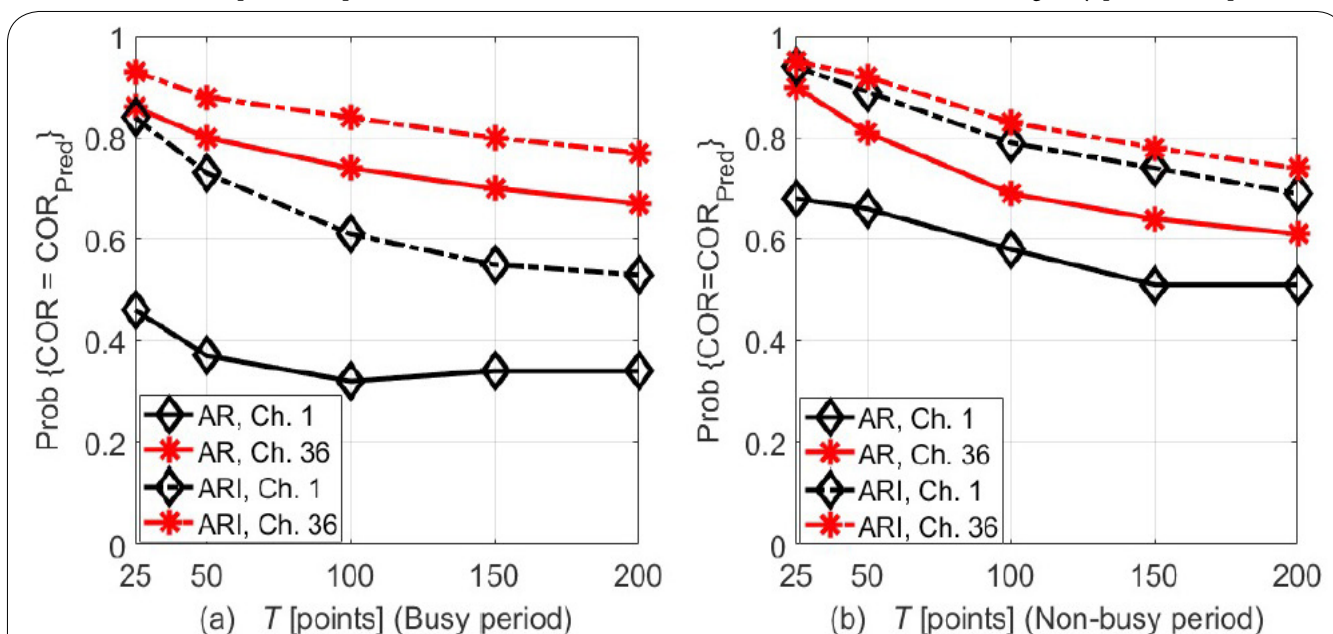 1
0.8
0.6
0.4
0.2
0
Prob {COR = COR_Pred}
AR, Ch. 1
AR, Ch. 36
ARI, Ch. 1
ARI, Ch. 36
25 50 100 150 200
(a) T [points] (Busy period)
1
0.8
0.6
0.4
0.2
0
Prob {COR=COR_Pred}
AR, Ch. 1
AR, Ch. 36
ARI, Ch. 1
ARI, Ch. 36
25 50 100 150 200
(b) T [points] (Non-busy period)